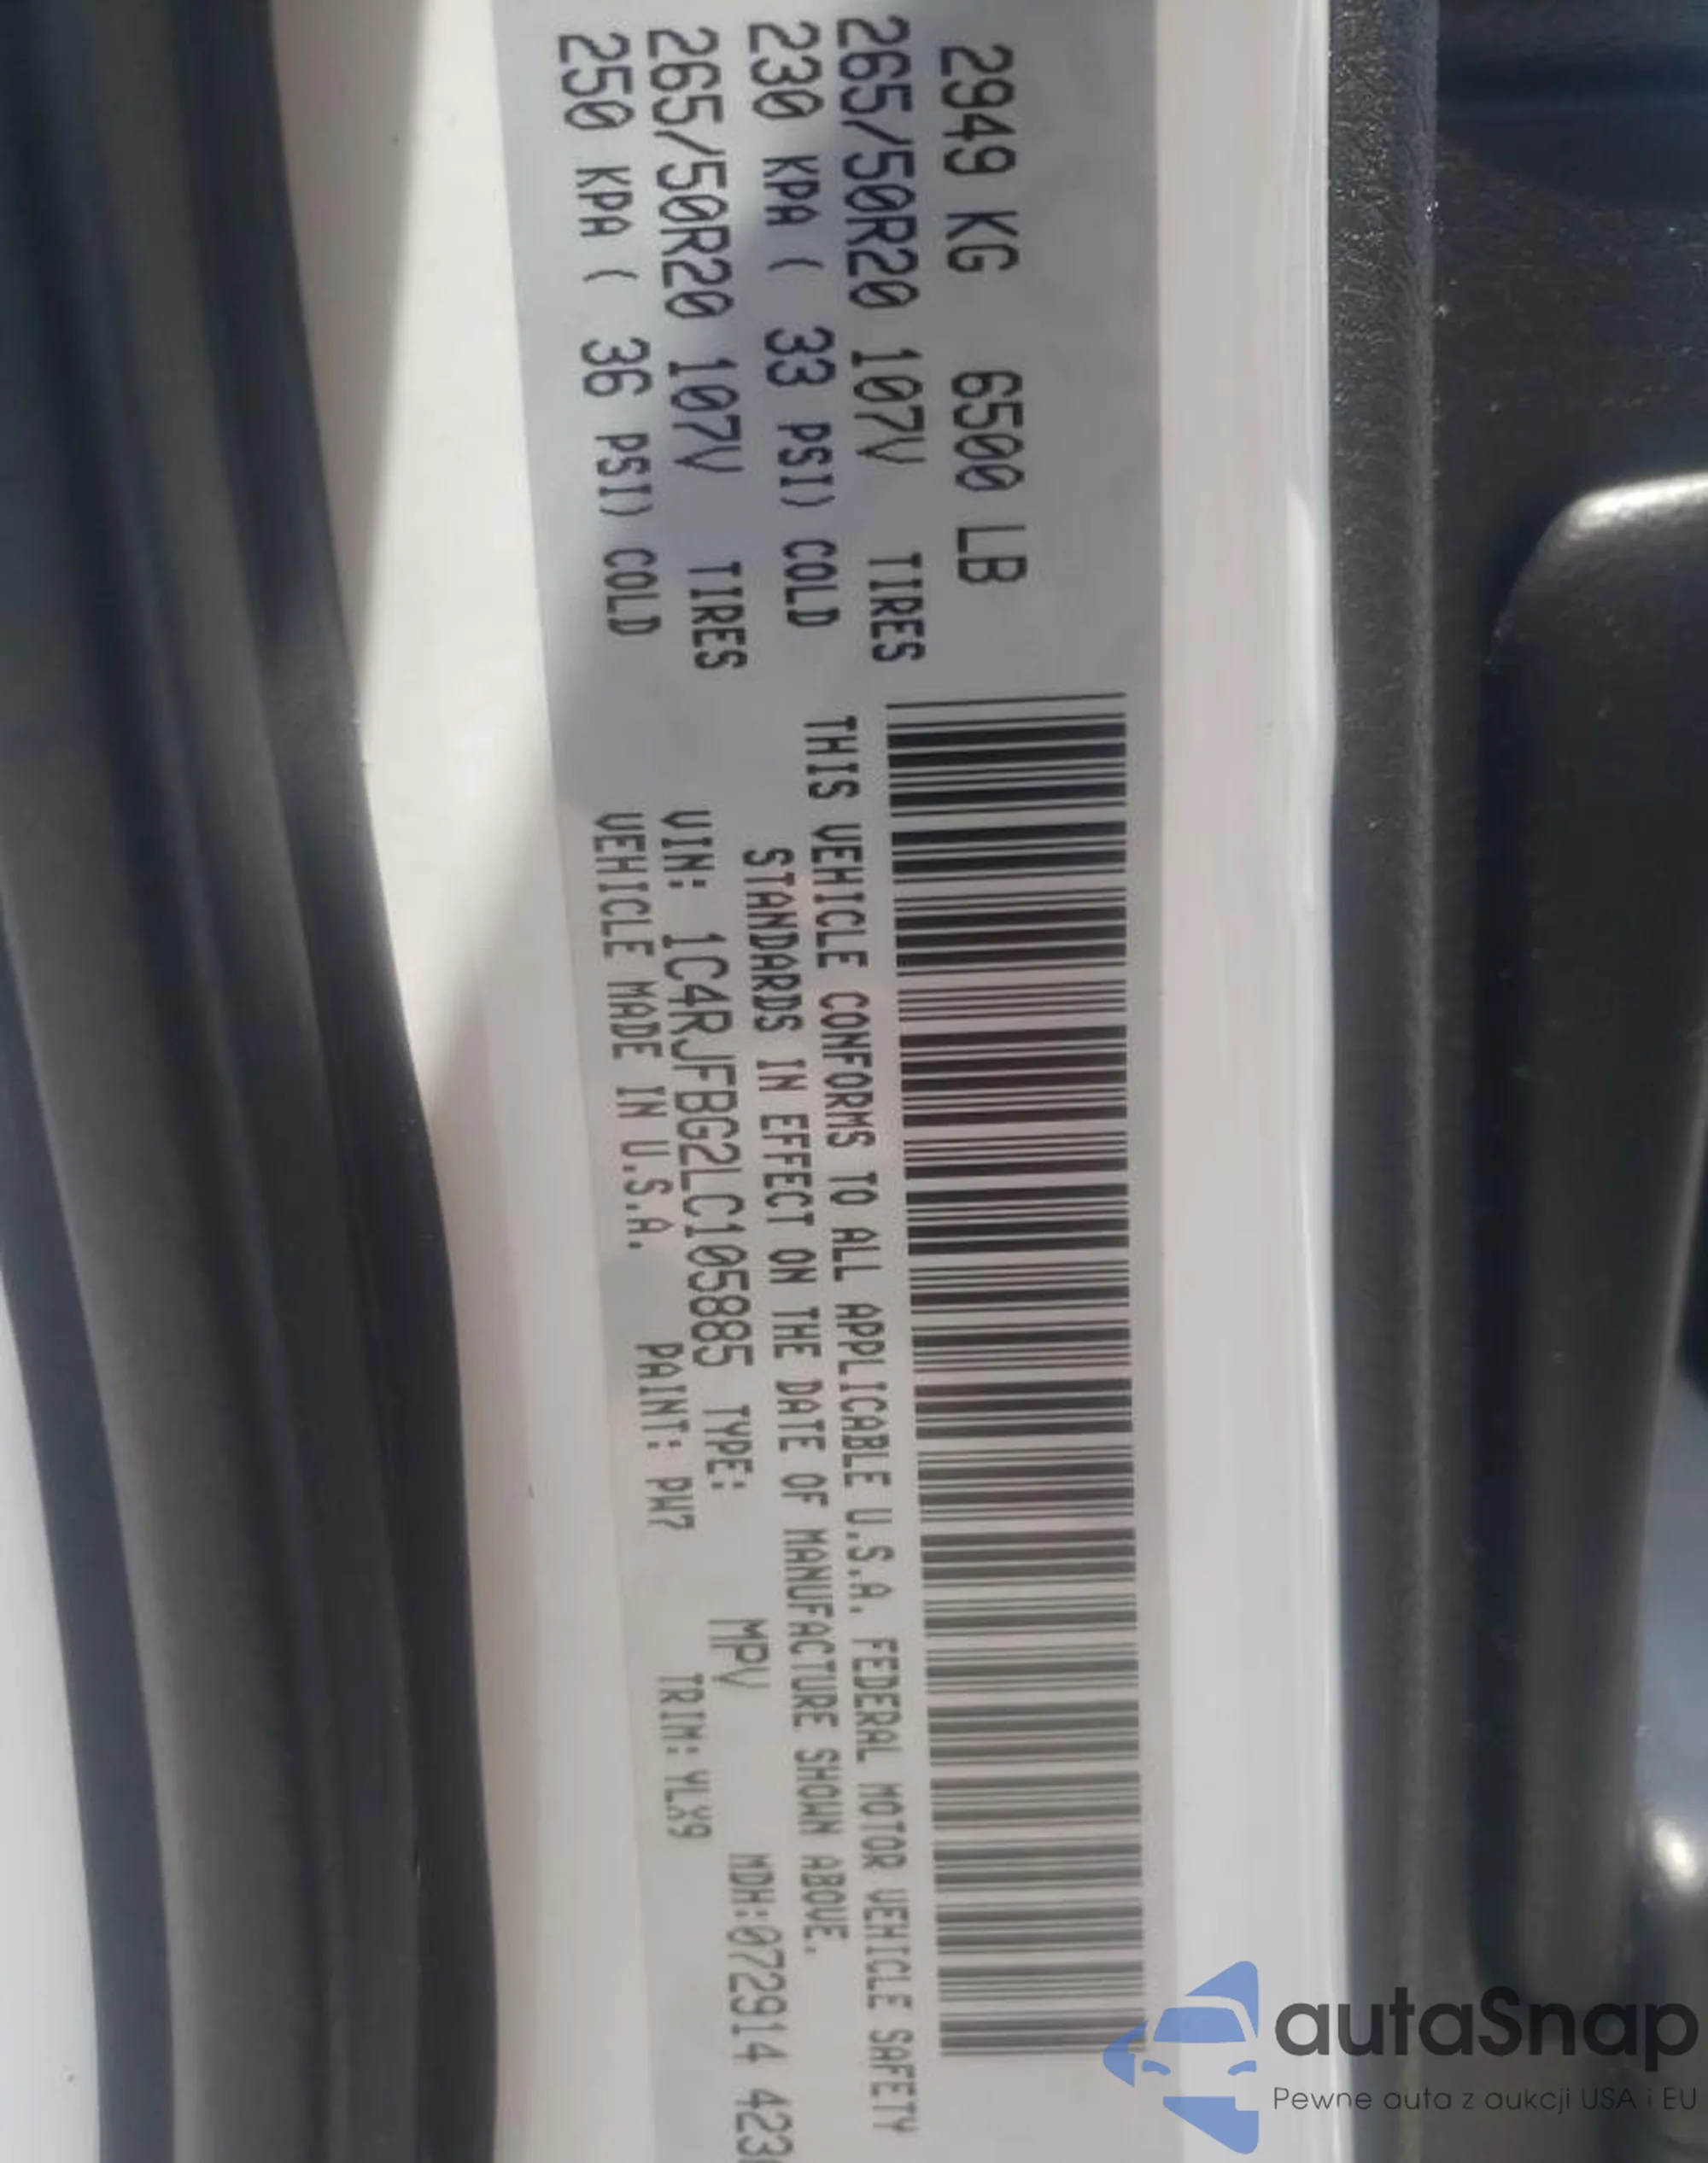 2949 KG 6500 LB
265/50R20 107V TIRES
230 KPA ( 33 PSI) COLD
265/50R20 107V TIRES
250 KPA ( 36 PSI) COLD
THIS VEHICLE CONFORMS TO ALL APPLICABLE U.S.A. FEDERAL MOTOR VEHICLE SAFETY
STANDARDS IN EFFECT ON THE DATE OF MANUFACTURE SHOWN ABOVE.
VIN: 1C4RJFBG2LC105885 TYPE: MPV MDH:072914 423
VEHICLE MADE IN U.S.A. PAINT: PW7 TRIM: YLX9
autaSnap
Pewne auta z aukcji USA i EU